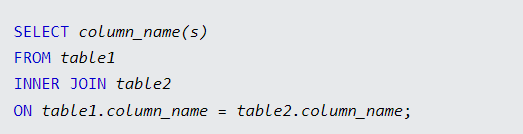 SELECT column_name(s)
FROM table1
INNER JOIN table2
ON table1.column_name = table2.column_name;